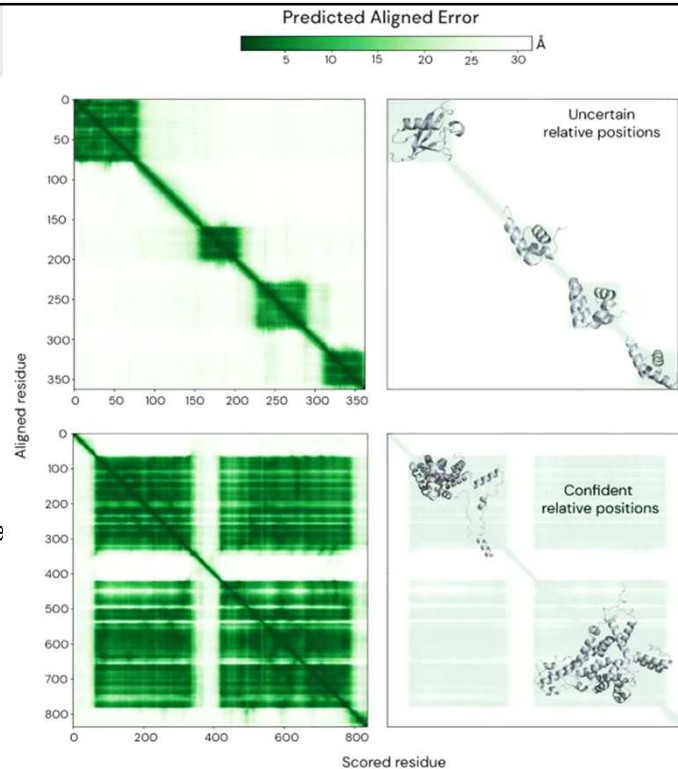 Predicted Aligned Error
Å
5 10 15 20 25 30
Uncertain
relative positions
0
50
100
150
200
250
300
350
0 50 100 150 200 250 300 350
Aligned residue
Confident
relative positions
0
100
200
300
400
500
600
700
800
0 200 400 600 800
Scored residue